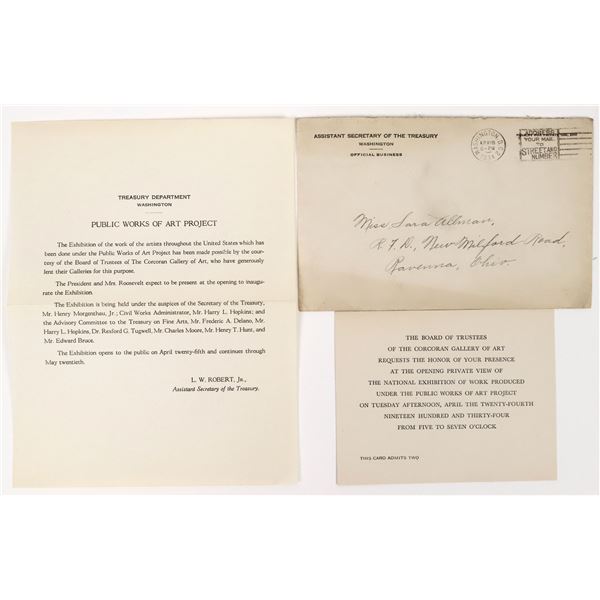 TREASURY DEPARTMENT
WASHINGTON
PUBLIC WORKS OF ART PROJECT
The Exhibition of the work of the artists throughout the United States which has
been done under the Public Works of Art Project has been made possible by the cour-
tesy of the Board of Trustees of The Corcoran Gallery of Art, who have generously
lent their Galleries for this purpose.
The President and Mrs. Roosevelt expect to be present at the opening to inaugu-
rate the Exhibition.
The Exhibition is being held under the auspices of the Secretary of the Treasury,
Mr. Henry Morgenthau, Jr.; Civil Works Administrator, Mr. Harry L. Hopkins;
and the Advisory Committee to the Treasury on Fine Arts, Mr. Frederic A. Delano, Mr.
Harry L. Hopkins, Dr. Rexford G. Tugwell, Mr. Charles Moore, Mr. Henry T. Hunt, and
Mr. Edward Bruce.
The Exhibition opens to the public on April twenty-fifth and continues through
May twentieth.
L. W. ROBERT, Jr.,
Assistant Secretary of the Treasury.
ASSISTANT SECRETARY OF THE TREASURY
WASHINGTON
OFFICIAL BUSINESS
WASHINGTON D.C.
ADDRESS
YOUR MAIL
TO
STREET AND
NUMBER
Miss Sara Allman,
R.F.D., New Milford Road,
Ravenna, Ohio.
THE BOARD OF TRUSTEES
OF THE CORCORAN GALLERY OF ART
REQUESTS THE HONOR OF YOUR PRESENCE
AT THE OPENING PRIVATE VIEW OF
THE NATIONAL EXHIBITION OF WORK PRODUCED
UNDER THE PUBLIC WORKS OF ART PROJECT
ON TUESDAY AFTERNOON, APRIL THE TWENTY-FOURTH
NINETEEN HUNDRED AND THIRTY-FOUR
FROM FIVE TO SEVEN O'CLOCK
THIS CARD ADMITS TWO